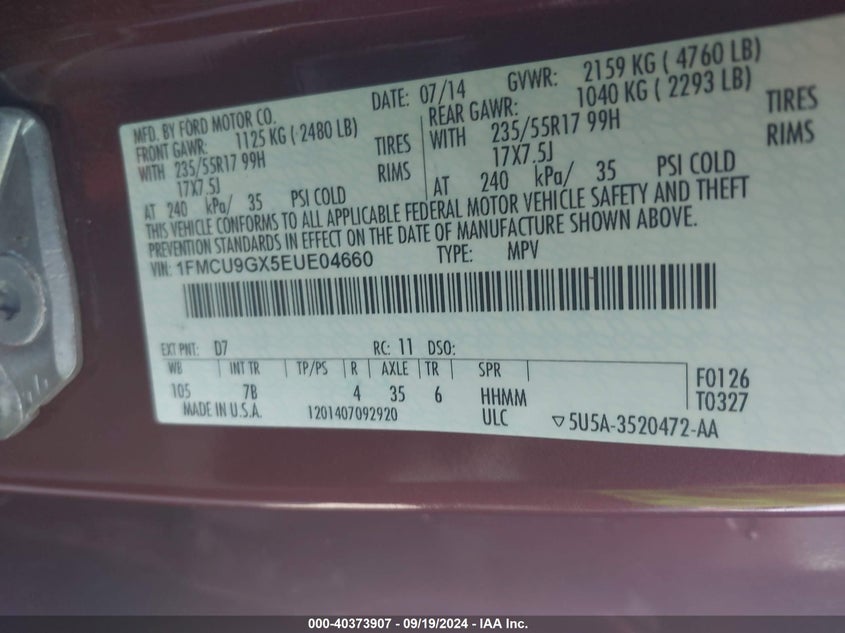 MFD. BY FORD MOTOR CO.
DATE: 07/14
GVWR: 2159 KG ( 4760 LB)
FRONT GAWR: 1125 KG ( 2480 LB)
REAR GAWR: 1040 KG ( 2293 LB)
WITH 235/55R17 99H TIRES
WITH 235/55R17 99H TIRES
17X7.5J RIMS
17X7.5J RIMS
AT 240 kPa/ 35 PSI COLD
AT 240 kPa/ 35 PSI COLD
THIS VEHICLE CONFORMS TO ALL APPLICABLE FEDERAL MOTOR VEHICLE SAFETY AND THEFT
PREVENTION STANDARDS IN EFFECT ON THE DATE OF MANUFACTURE SHOWN ABOVE.
VIN: 1FMCU9GX5EUE04660 TYPE: MPV
EXT PNT: D7 RC: 11 DSO:
WB INT TR TP/PS R AXLE TR SPR
105 7B 4 35 6 HHMM
F0126
T0327
MADE IN U.S.A. 1201407092920 ULC ▽5U5A-3520472-AA
000-40373907 - 09/19/2024 - IAA Inc.